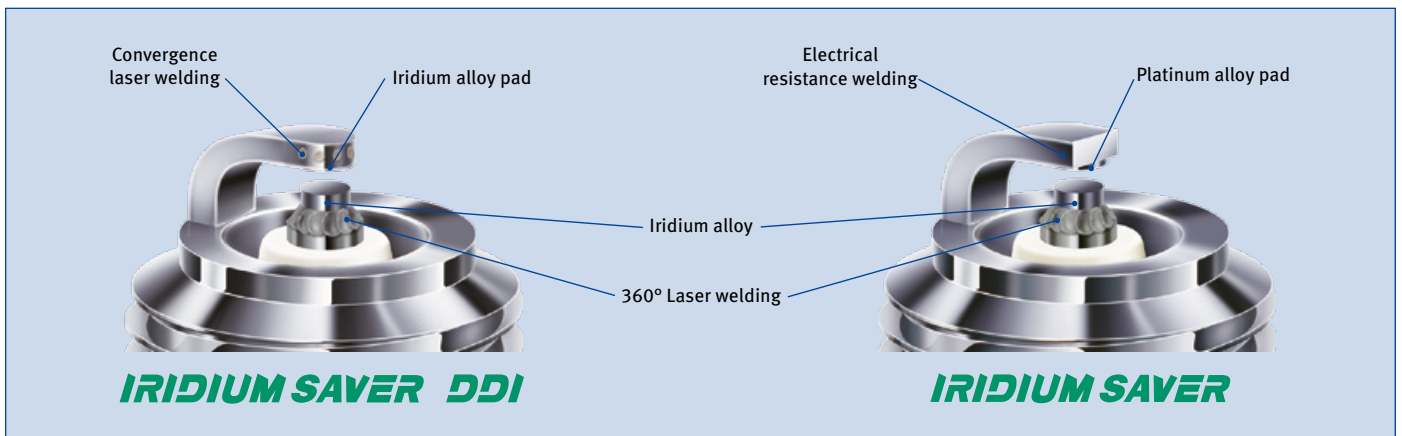 Convergence
laser welding
Iridium alloy pad
Electrical
resistance welding
Platinum alloy pad
Iridium alloy
360° Laser welding
IRIDIUM SAVER DDI
IRIDIUM SAVER